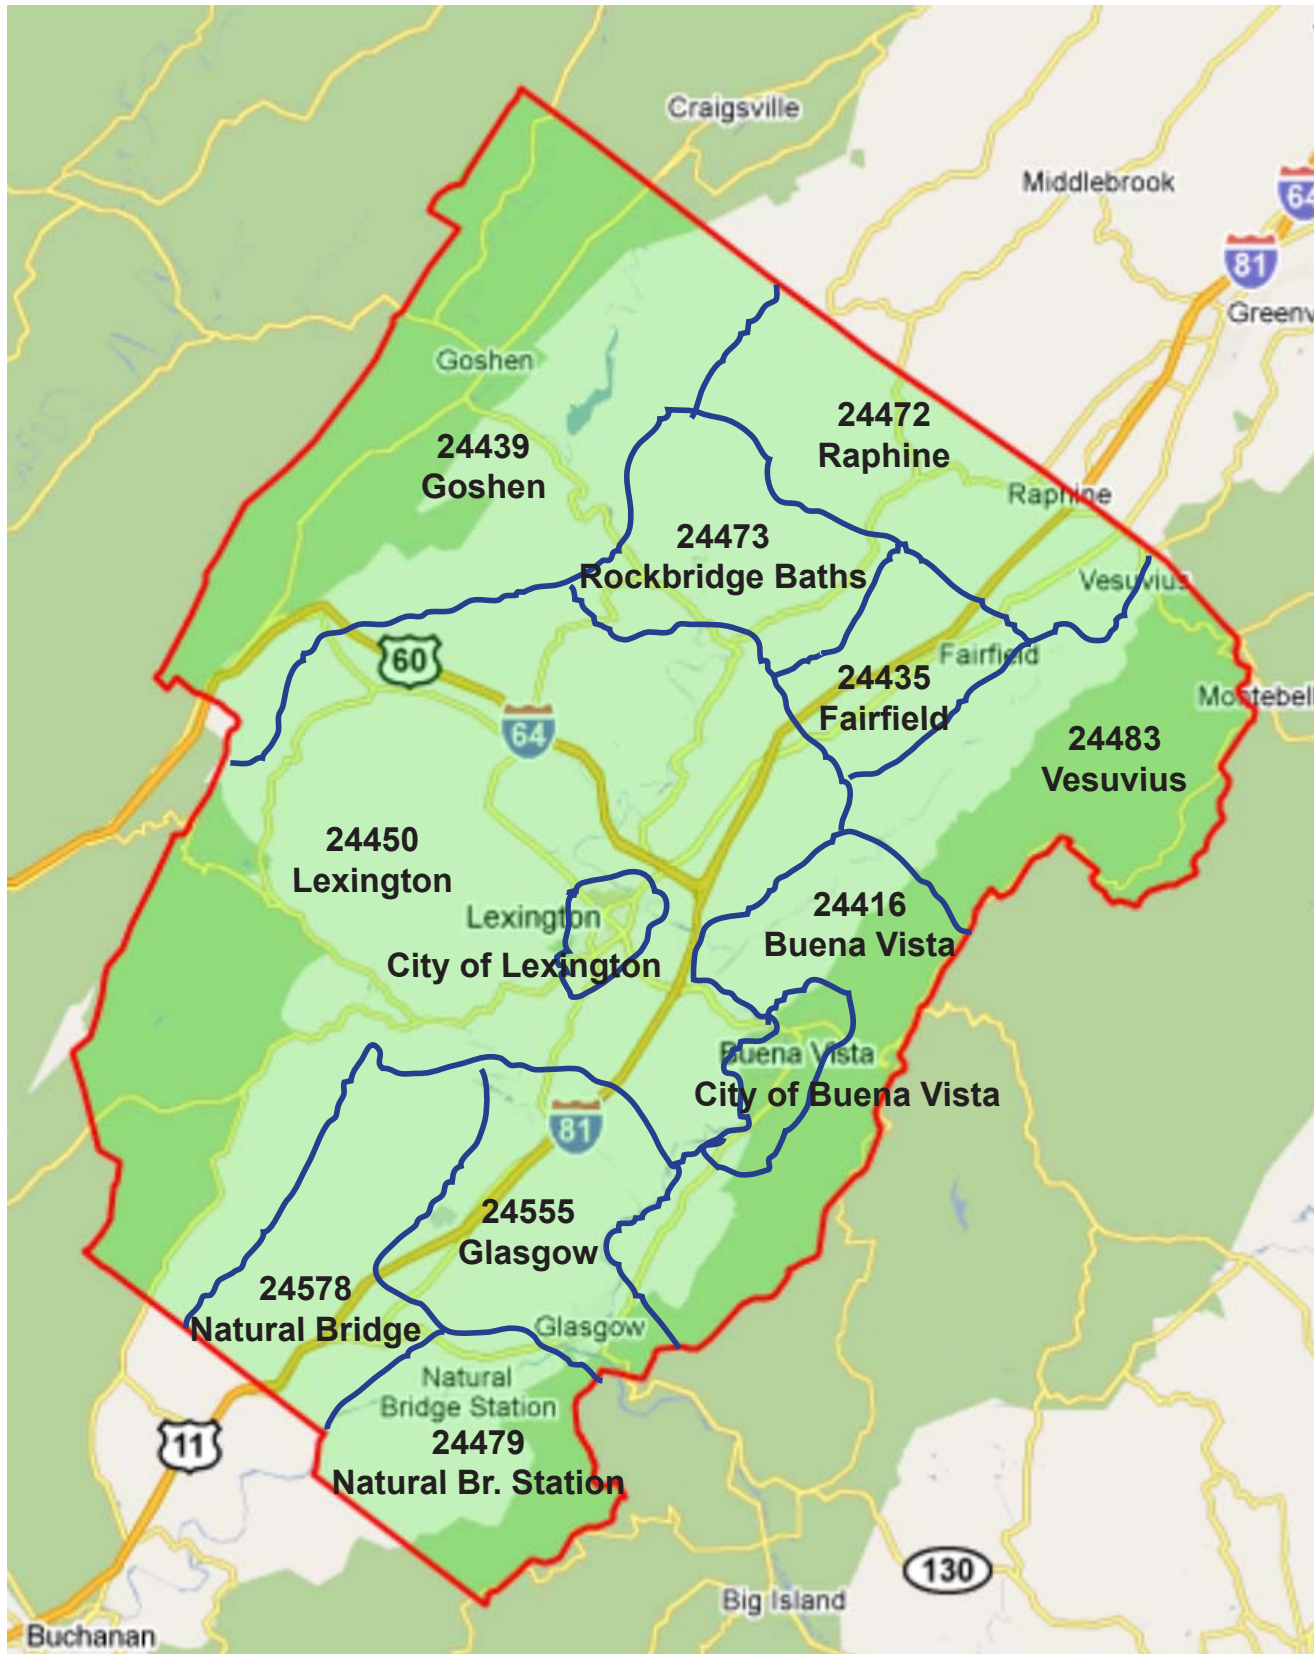 Craigsville
Middlebrook
64
81
Greenv
Goshen
24472
Raphine
24439
Goshen
Raphine
24473
Rockbridge Baths
Vesuvius
60
Fairfield
24435
Fairfield
Montebell
64
24483
Vesuvius
24450
Lexington
24416
Buena Vista
Lexington
City of Lexington
Buena Vista
City of Buena Vista
81
24555
Glasgow
24578
Natural Bridge
Glasgow
Natural
Bridge Station
11
24479
Natural Br. Station
130
Big Island
Buchanan